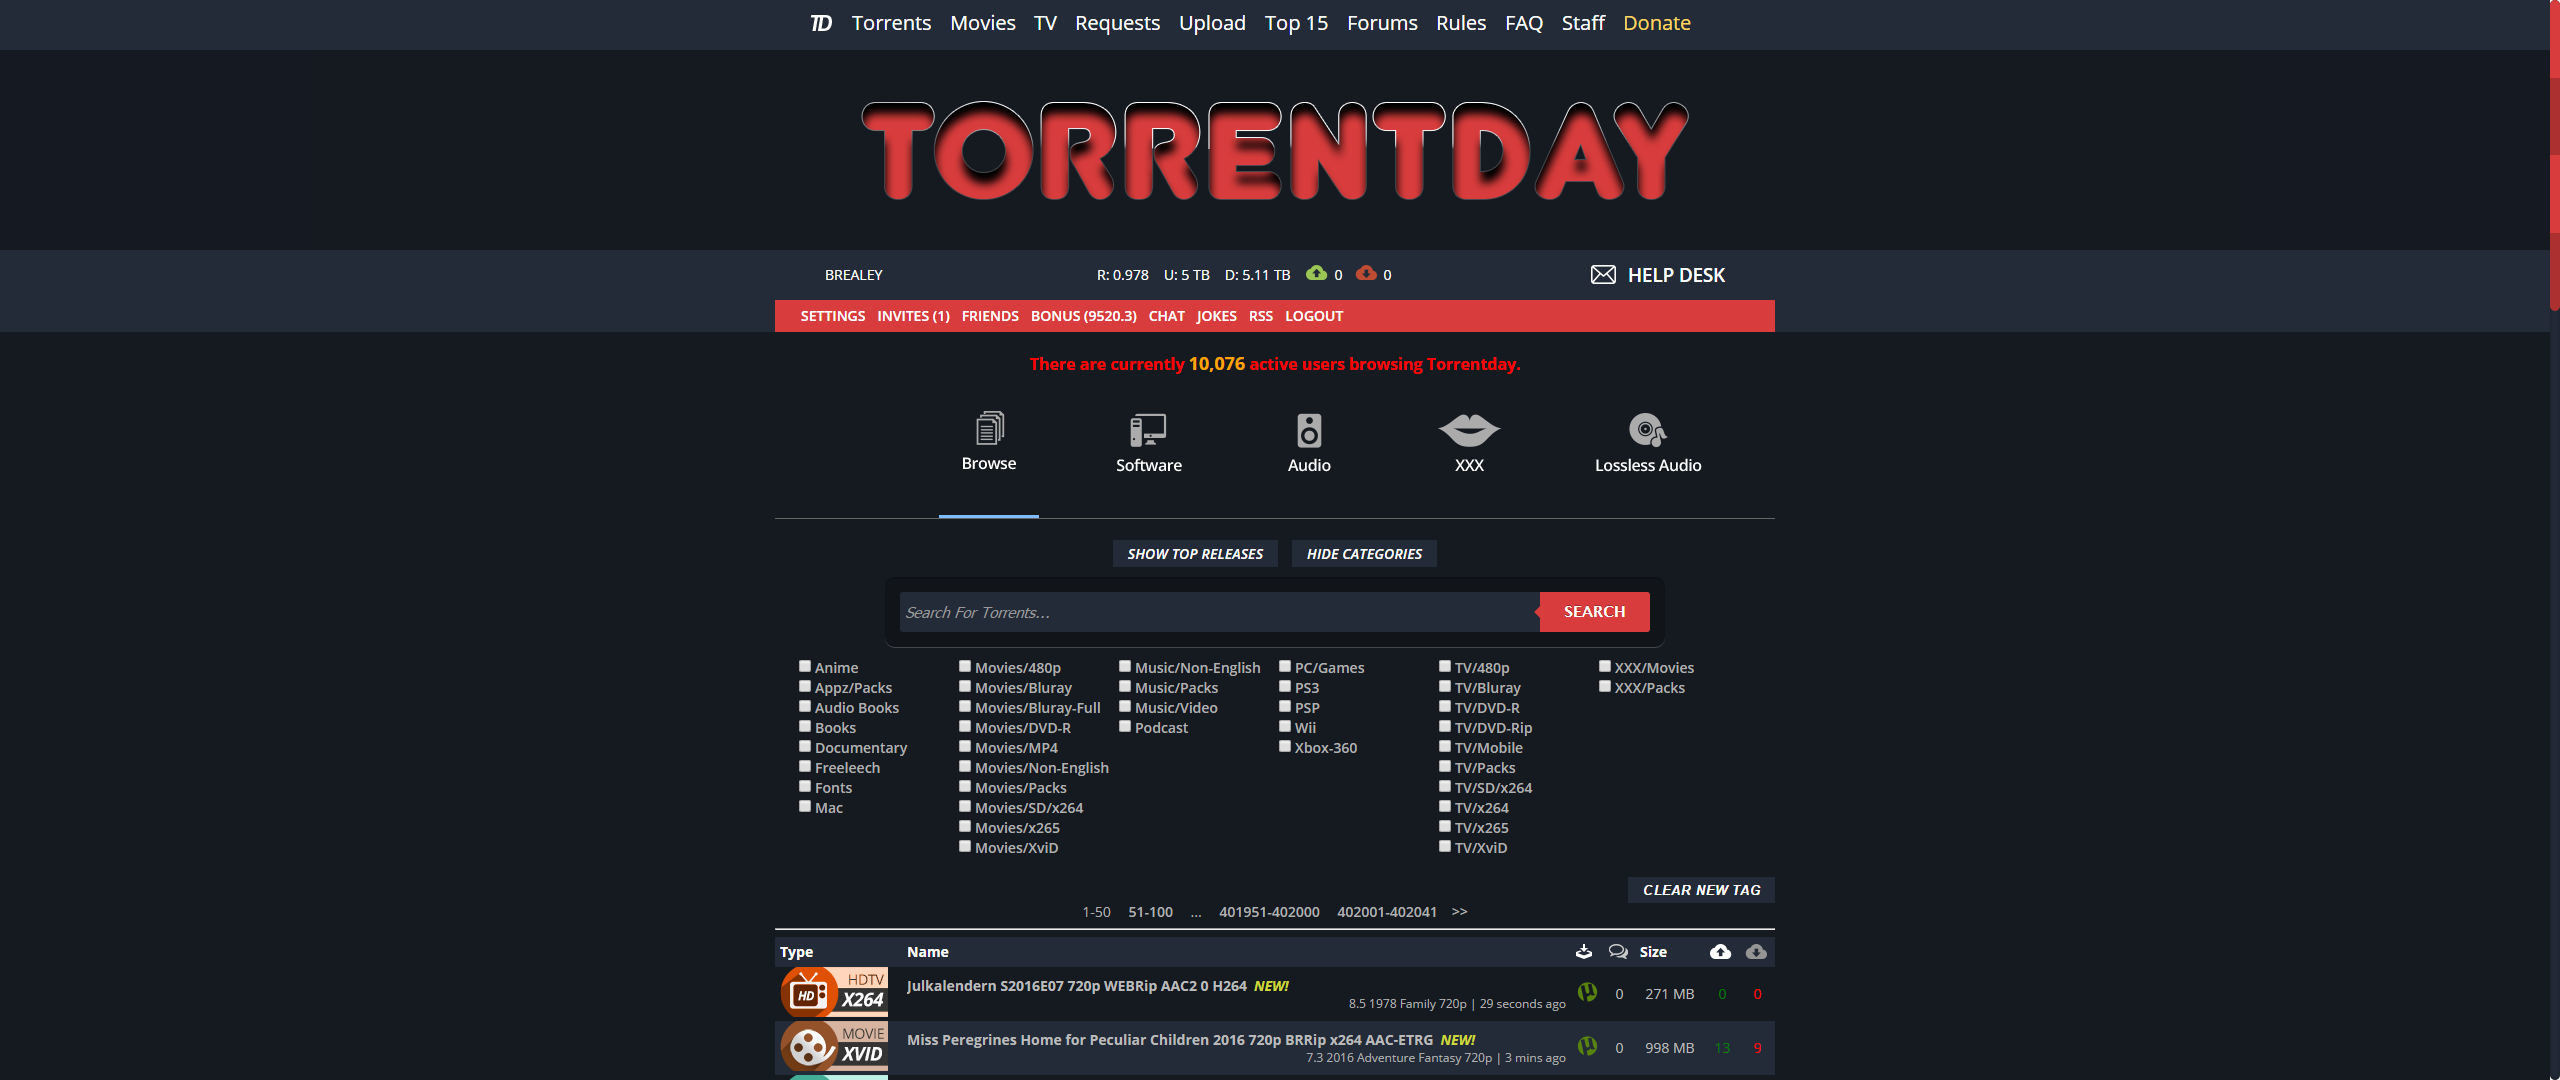 TD Torrents Movies TV Requests Upload Top 15 Forums Rules FAQ Staff Donate
TORRENTDAY
BREALEY R: 0.978 U: 5 TB D: 5.11 TB 0 0 HELP DESK
SETTINGS INVITES (1) FRIENDS BONUS (9520.3) CHAT JOKES RSS LOGOUT
There are currently 10,076 active users browsing Torrentday.
Browse Software Audio XXX Lossless Audio
SHOW TOP RELEASES HIDE CATEGORIES
Search For Torrents... SEARCH
Anime Movies/480p Music/Non-English PC/Games TV/480p XXX/Movies
Appz/Packs Movies/Bluray Music/Packs PS3 TV/Bluray XXX/Packs
Audio Books Movies/Bluray-Full Music/Video PSP TV/DVD-R
Books Movies/DVD-R Podcast Wii TV/DVD-Rip
Documentary Movies/MP4 Xbox-360 TV/Mobile
Freeleech Movies/Non-English TV/Packs
Fonts Movies/Packs TV/SD/x264
Mac Movies/SD/x264 TV/x264
Movies/x265 TV/x265
Movies/XviD TV/XviD
CLEAR NEW TAG
1-50 51-100 ... 401951-402000 402001-402041 >>
Type Name Size
HDTV
HD X264
Julkalendern S2016E07 720p WEBRip AAC2 0 H264 NEW!
8.5 1978 Family 720p | 29 seconds ago
0 271 MB 0 0
MOVIE
XVID
Miss Peregrines Home for Peculiar Children 2016 720p BRRip x264 AAC-ETRG NEW!
7.3 2016 Adventure Fantasy 720p | 3 mins ago
0 998 MB 13 9